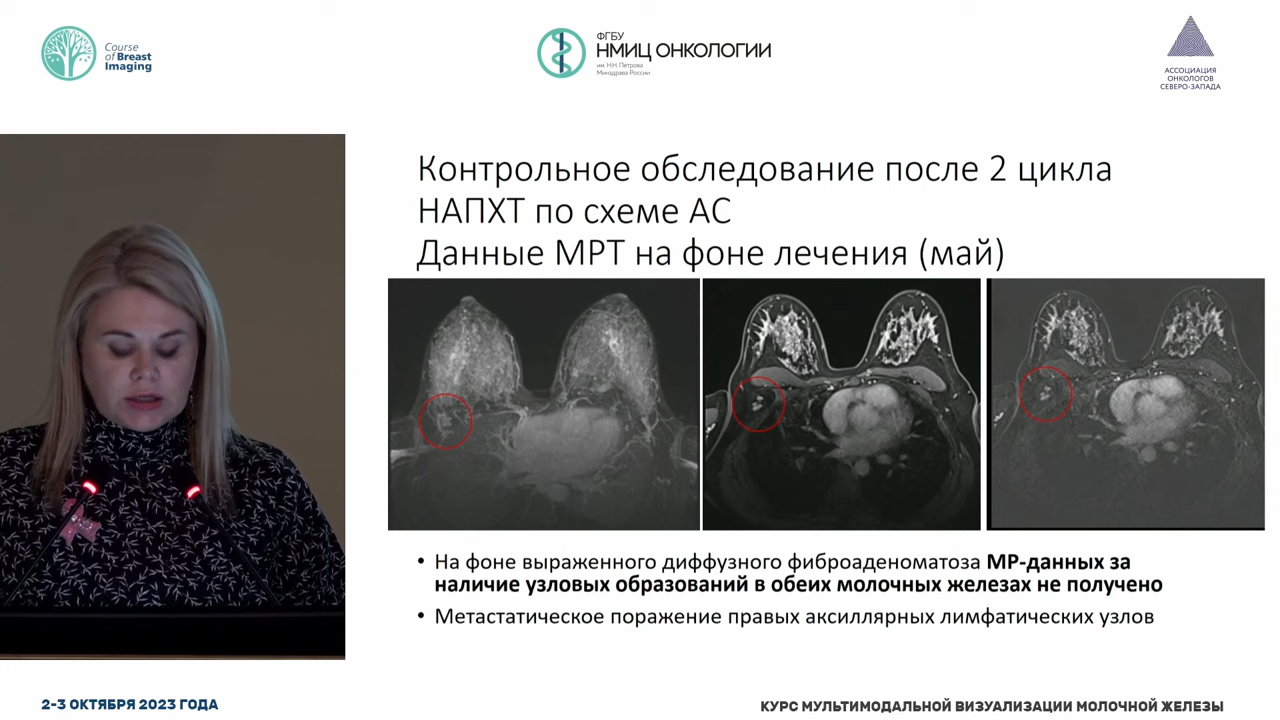 Course
of Breast
Imaging
ФГБУ
НМИЦ ОНКОЛОГИИ
им. Н.Н. Петрова
Минздрава России
АССОЦИАЦИЯ
ОНКОЛОГОВ
СЕВЕРО-ЗАПАДА
Контрольное обследование после 2 цикла
НАПХТ по схеме АС
Данные МРТ на фоне лечения (май)
• На фоне выраженного диффузного фиброаденоматоза МР-данных за
наличие узловых образований в обеих молочных железах не получено
• Метастатическое поражение правых аксиллярных лимфатических узлов
2-3 ОКТЯБРЯ 2023 ГОДА
КУРС МУЛЬТИМОДАЛЬНОЙ ВИЗУАЛИЗАЦИИ МОЛОЧНОЙ ЖЕЛЕЗЫ